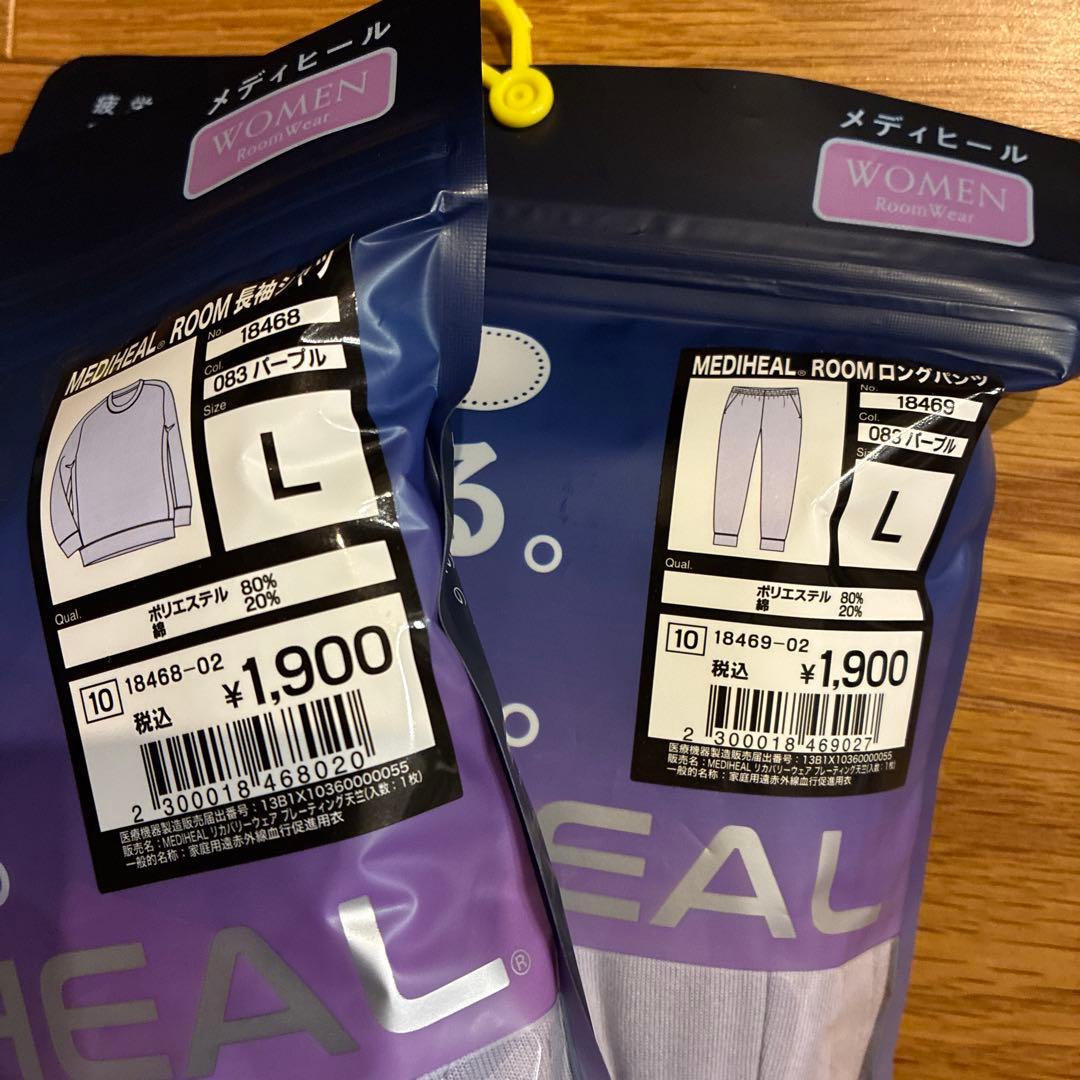 疲 学
メディヒール
WOMEN
RoomWear
MEDIHEAL® ROOM 長袖シャツ
No.
18468
Col.
083 パープル
Size
L
Qual.
ポリエステル 80%
綿 20%
10 18468-02
税込 ¥1,900
2 300018 468020
医療機器製造販売届出番号：13B1X10360000055
販売名：MEDIHEAL リカバリーウェア プレーティング天竺(入数：1枚)
一般的名称：家庭用遠赤外線血行促進用衣
HEAL®
メディヒール
WOMEN
RoomWear
る。
MEDIHEAL® ROOM ロングパンツ
No.
18469
Col.
083 パープル
Size
L
Qual.
ポリエステル 80%
綿 20%
10 18469-02
税込 ¥1,900
2 300018 469027
医療機器製造販売届出番号：13B1X10360000055
販売名：MEDIHEAL リカバリーウェア プレーティング天竺(入数：1枚)
一般的名称：家庭用遠赤外線血行促進用衣
EAL